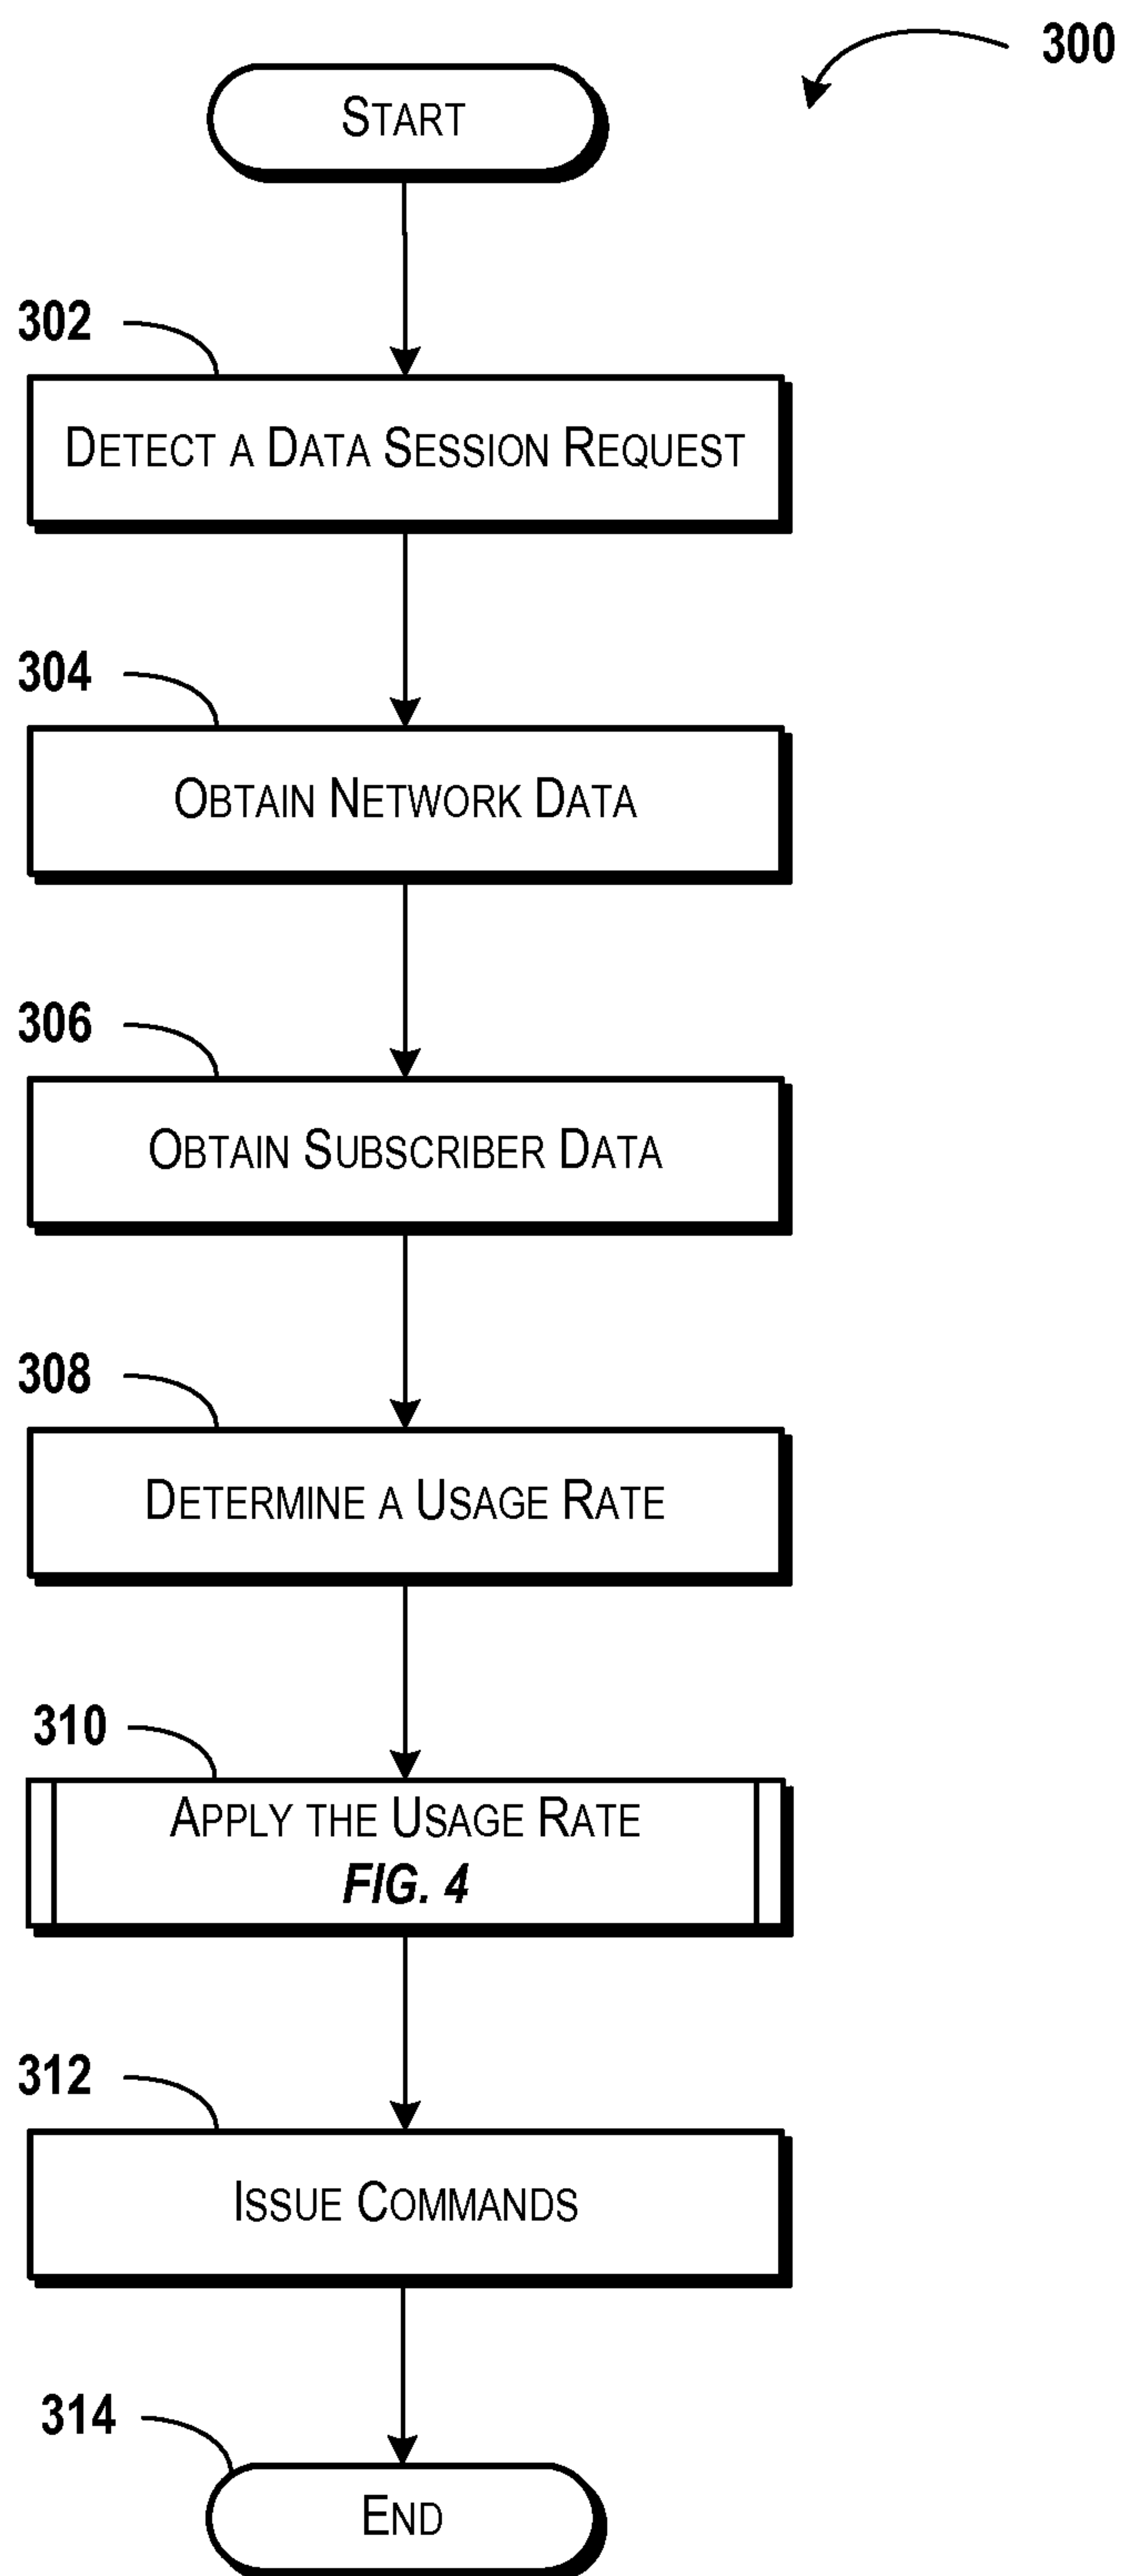 300
START
302
DETECT A DATA SESSION REQUEST
304
OBTAIN NETWORK DATA
306
OBTAIN SUBSCRIBER DATA
308
DETERMINE A USAGE RATE
310
APPLY THE USAGE RATE
FIG. 4
312
ISSUE COMMANDS
314
END